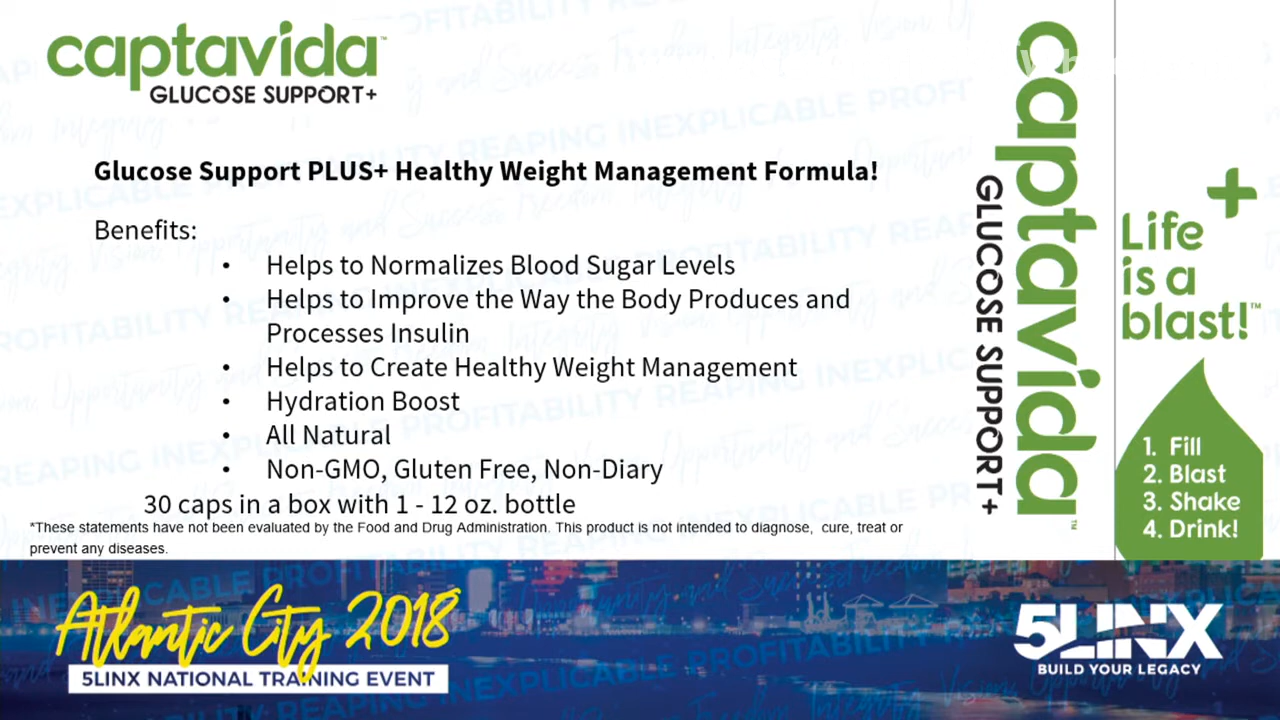 captavida™
GLUCOSE SUPPORT+
Glucose Support PLUS+ Healthy Weight Management Formula!
Benefits:
• Helps to Normalizes Blood Sugar Levels
• Helps to Improve the Way the Body Produces and
Processes Insulin
• Helps to Create Healthy Weight Management
• Hydration Boost
• All Natural
• Non-GMO, Gluten Free, Non-Diary
30 caps in a box with 1 - 12 oz. bottle
*These statements have not been evaluated by the Food and Drug Administration. This product is not intended to diagnose, cure, treat or
prevent any diseases.
captavida™
GLUCOSE SUPPORT+
+
Life
is a
blast!™
1. Fill
2. Blast
3. Shake
4. Drink!
Atlantic City 2018
5LINX NATIONAL TRAINING EVENT
5LINX
BUILD YOUR LEGACY